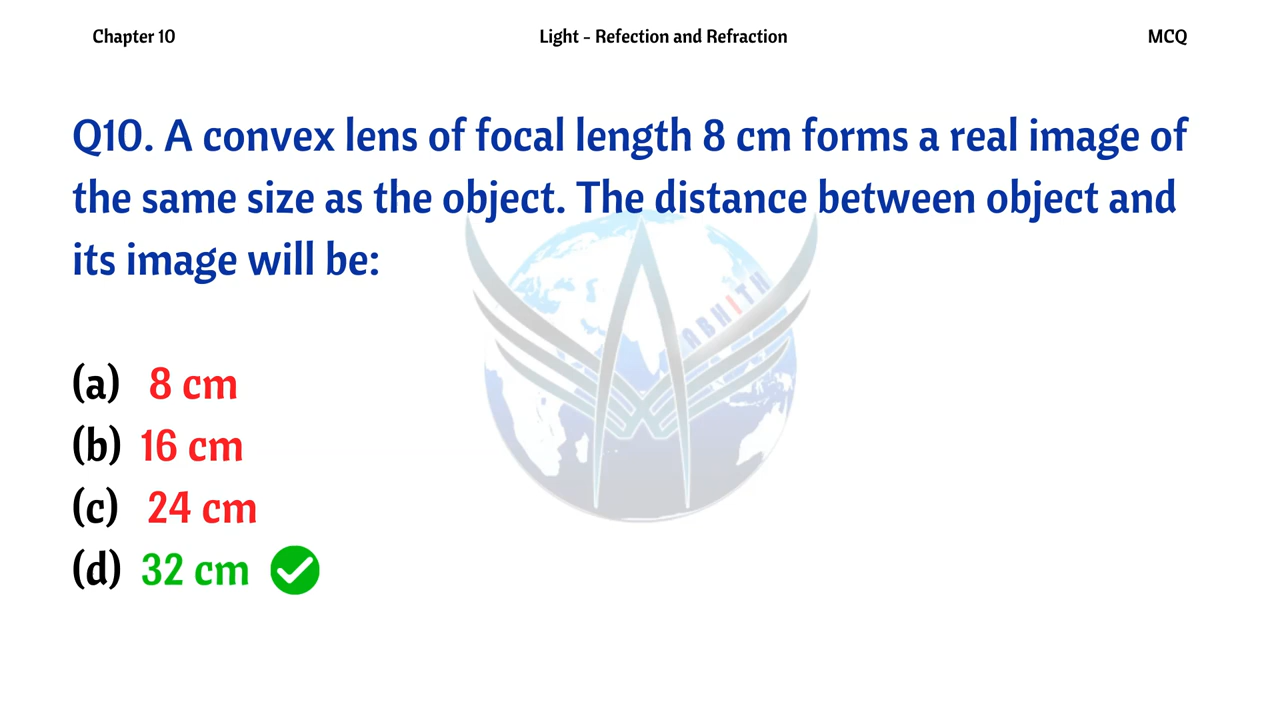 Chapter 10
Light - Refection and Refraction
MCQ
Q10. A convex lens of focal length 8 cm forms a real image of
the same size as the object. The distance between object and
its image will be:
ABHITH
(a) 8 cm
(b) 16 cm
(c) 24 cm
(d) 32 cm